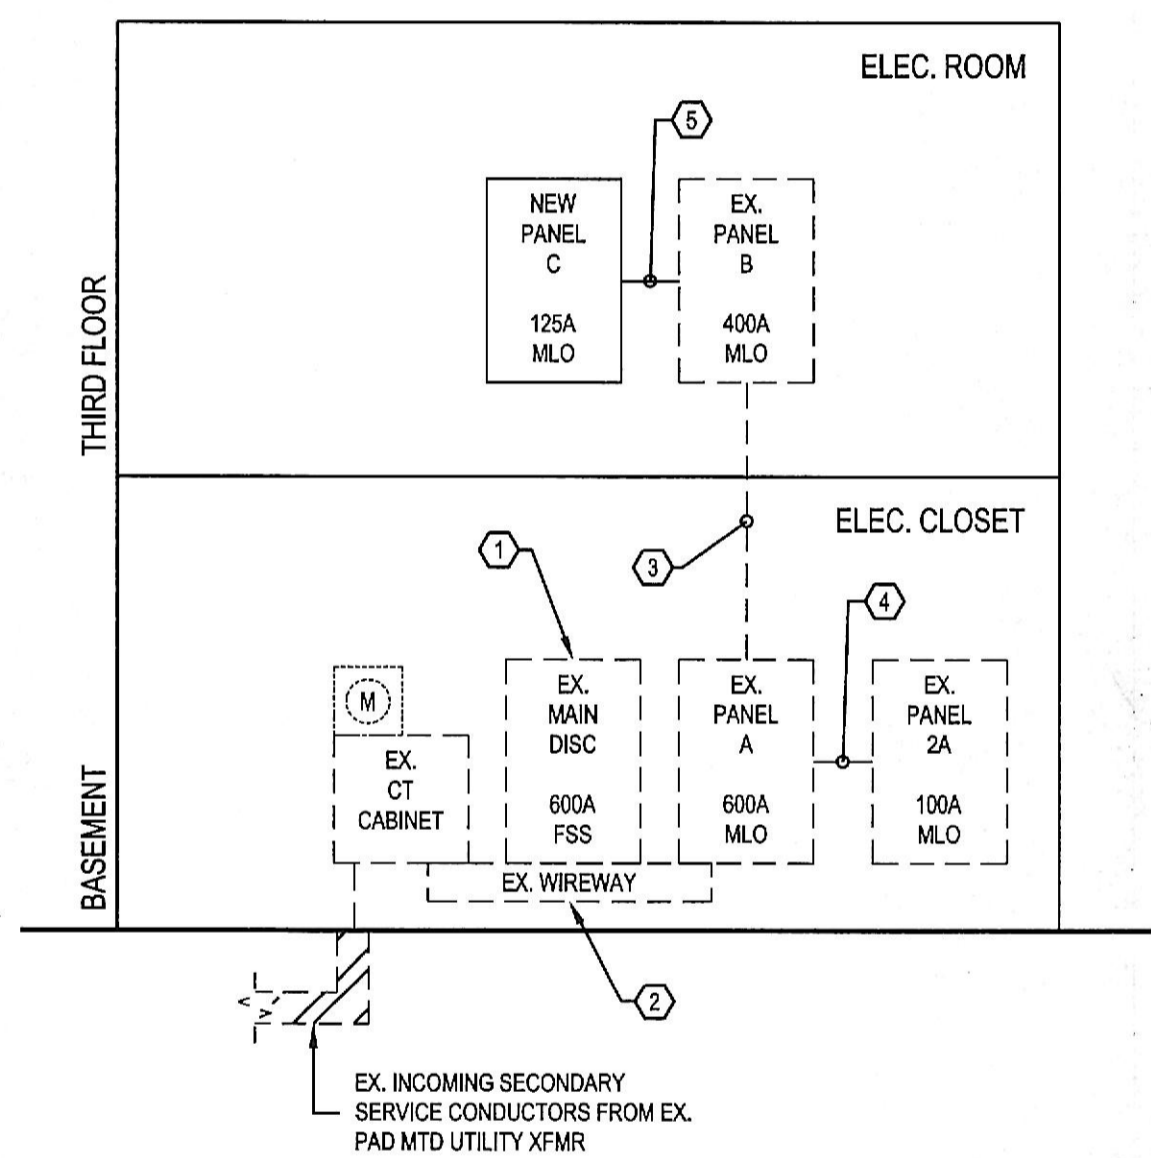 ELEC. ROOM
5
NEW
PANEL
C
125A
MLO
EX.
PANEL
B
400A
MLO
THIRD FLOOR
ELEC. CLOSET
1
3
4
M
EX.
CT
CABINET
EX.
MAIN
DISC
600A
FSS
EX.
PANEL
A
600A
MLO
EX.
PANEL
2A
100A
MLO
BASEMENT
EX. WIREWAY
2
EX. INCOMING SECONDARY
SERVICE CONDUCTORS FROM EX.
PAD MTD UTILITY XFMR